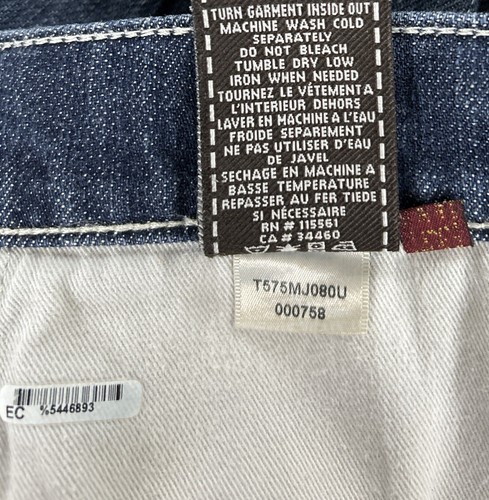 TURN GARMENT INSIDE OUT
MACHINE WASH COLD
SEPARATELY
DO NOT BLEACH
TUMBLE DRY LOW
IRON WHEN NEEDED
TOURNEZ LE VÉTEMENT A
L'INTERIEUR DEHORS
LAVER EN MACHINE A L'EAU
FROIDE SEPAREMENT
NE PAS UTILISER D'EAU
DE JAVEL
SECHAGE EN MACHINE A
BASSE TEMPERATURE
REPASSER AU FER TIEDE
SI NÉCESSAIRE
RN # 115561
CA # 34460
T575MJ080U
000758
EC %5446893